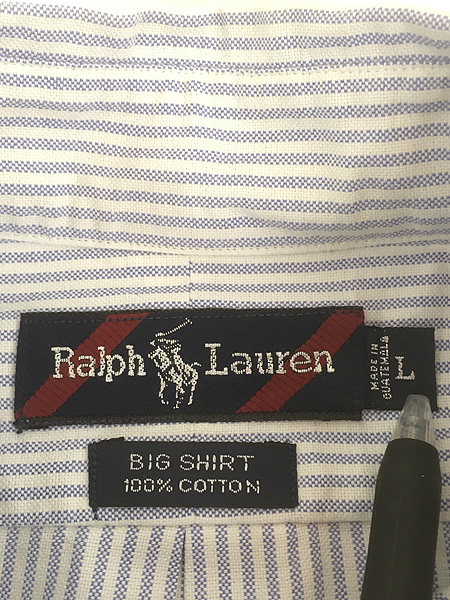 Ralph Lauren
MADE IN
GUATEMALA
L
BIG SHIRT
100% COTTON